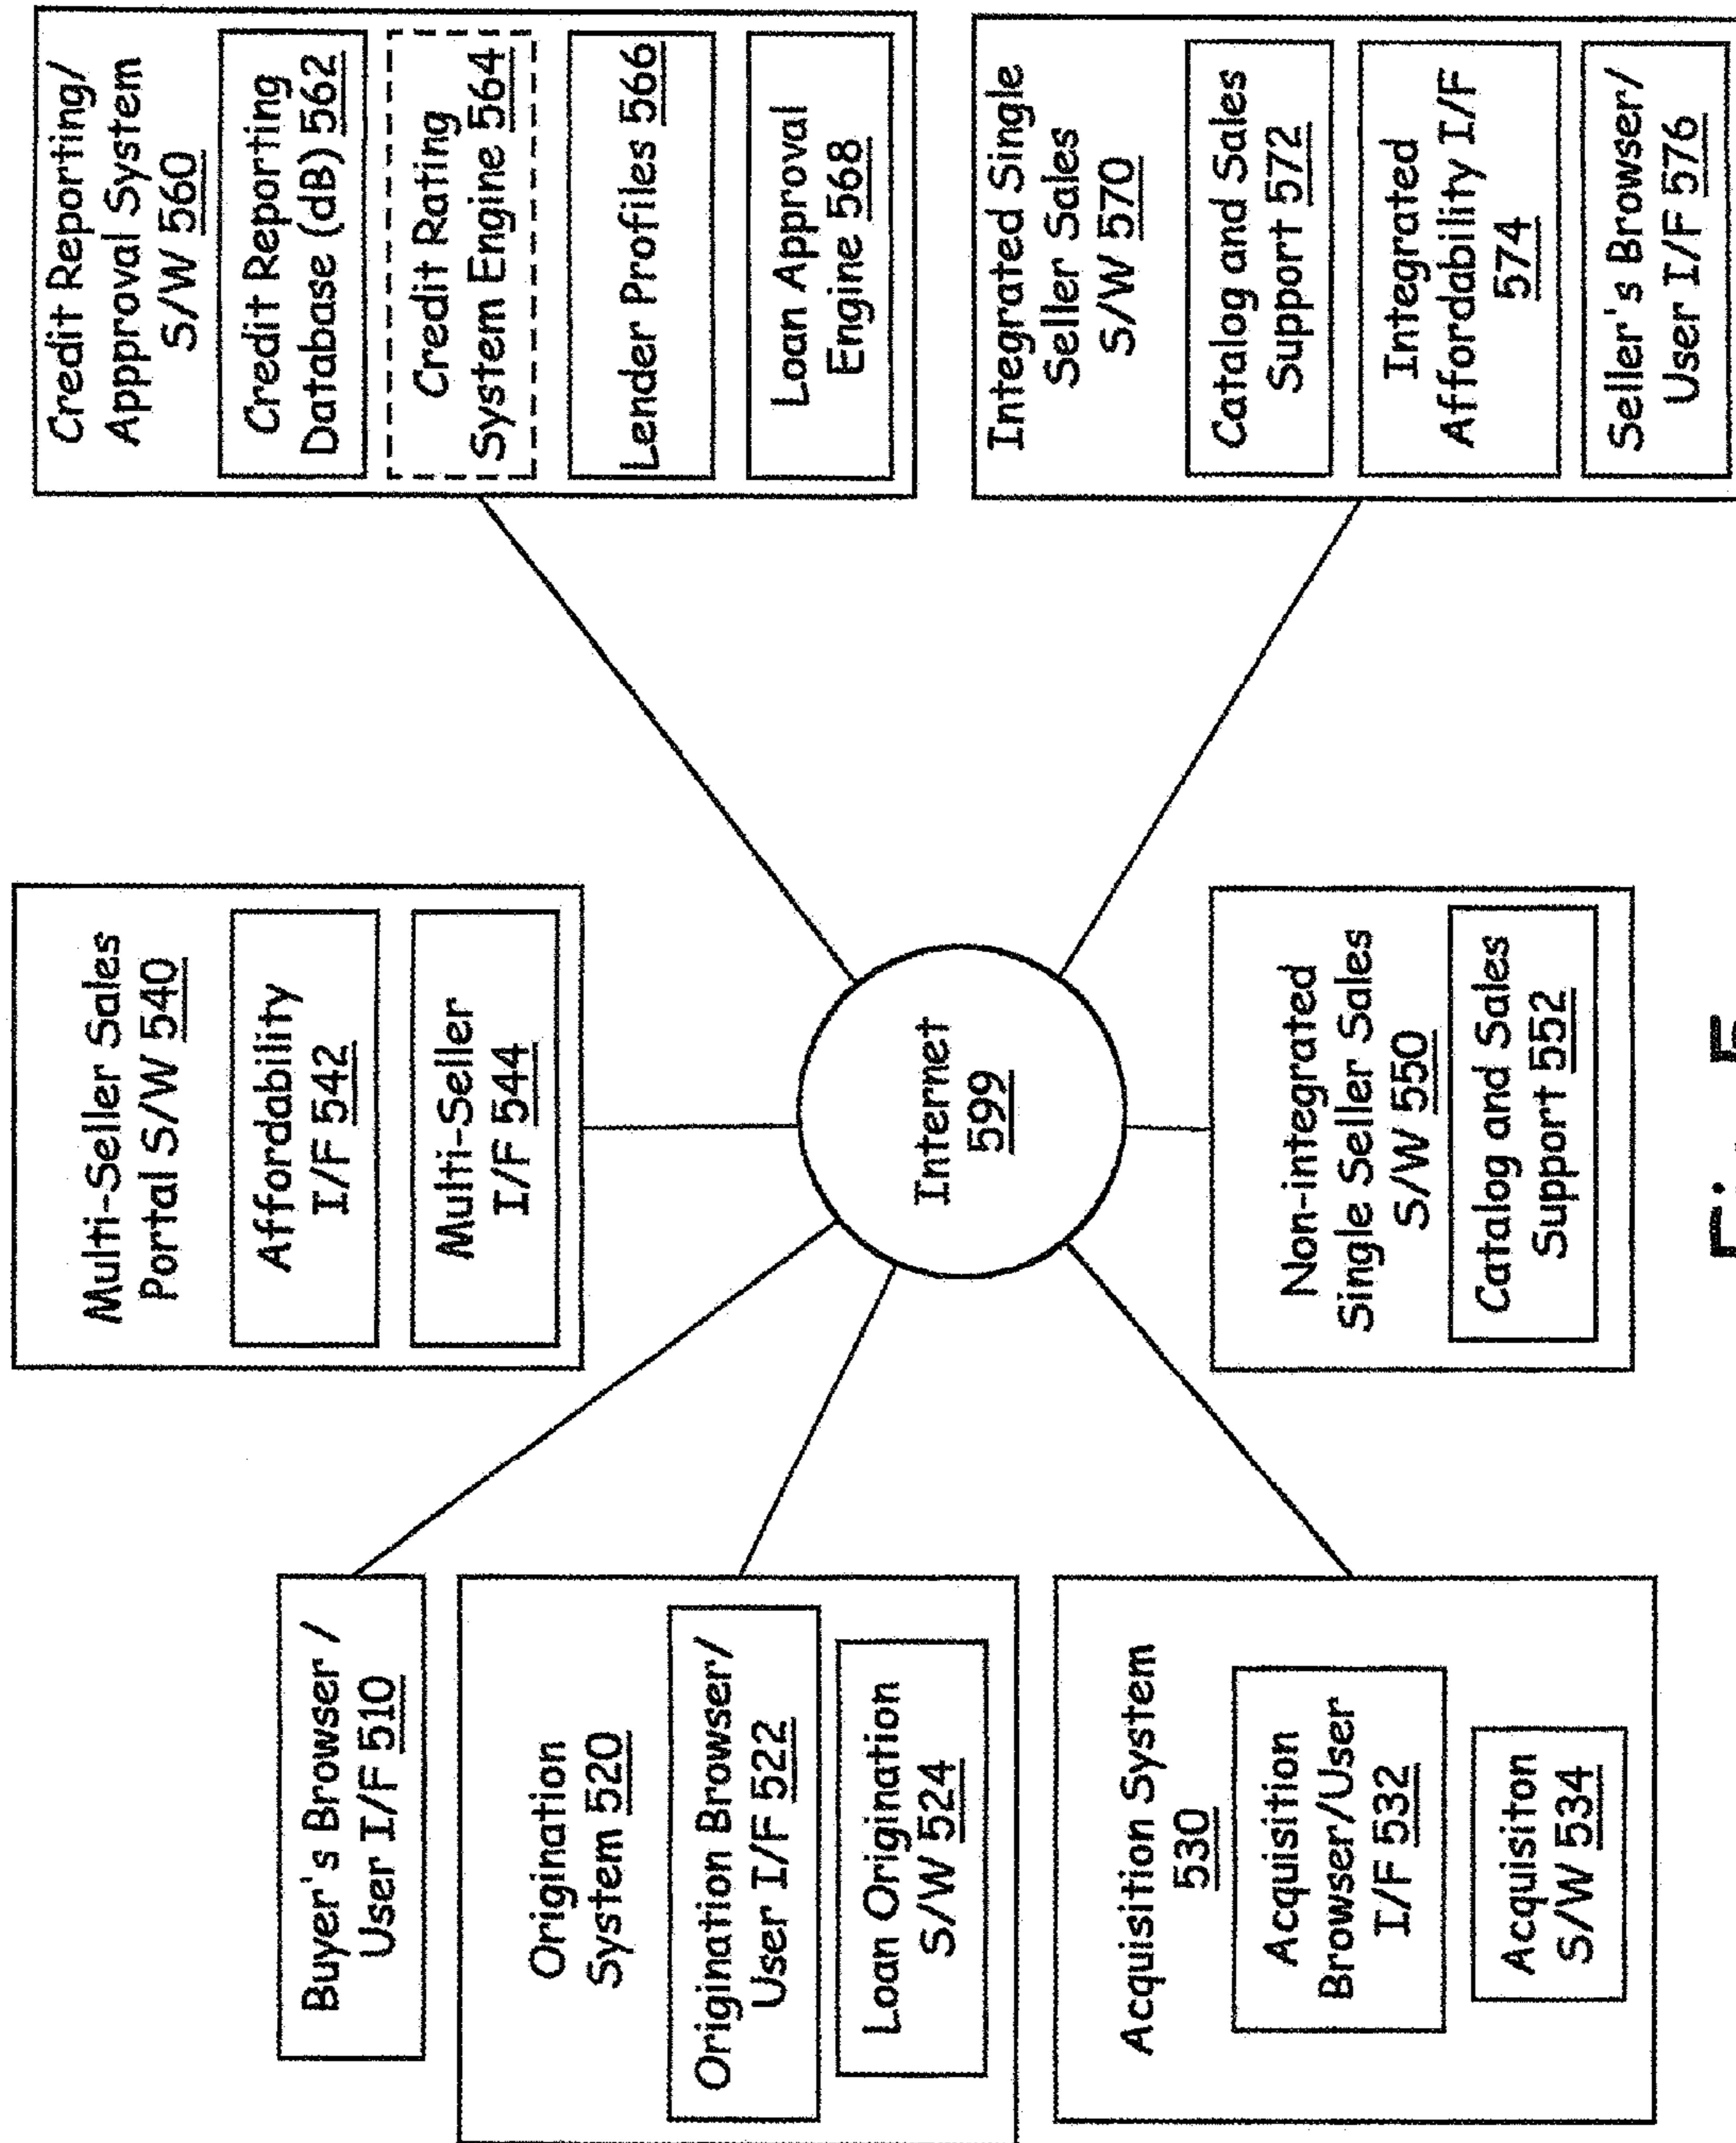 Buyer's Browser /
User I/F 510
Origination
System 520
Origination Browser/
User I/F 522
Loan Origination
S/W 524
Acquisition System
530
Acquisition
Browser/User
I/F 532
Acquisiton
S/W 534
Multi-Seller Sales
Portal S/W 540
Affordability
I/F 542
Multi-Seller
I/F 544
Internet
599
Non-integrated
Single Seller Sales
S/W 550
Catalog and Sales
Support 552
Credit Reporting/
Approval System
S/W 560
Credit Reporting
Database (dB) 562
Credit Rating
System Engine 564
Lender Profiles 566
Loan Approval
Engine 568
Integrated Single
Seller Sales
S/W 570
Catalog and Sales
Support 572
Integrated
Affordability I/F
574
Seller's Browser/
User I/F 576